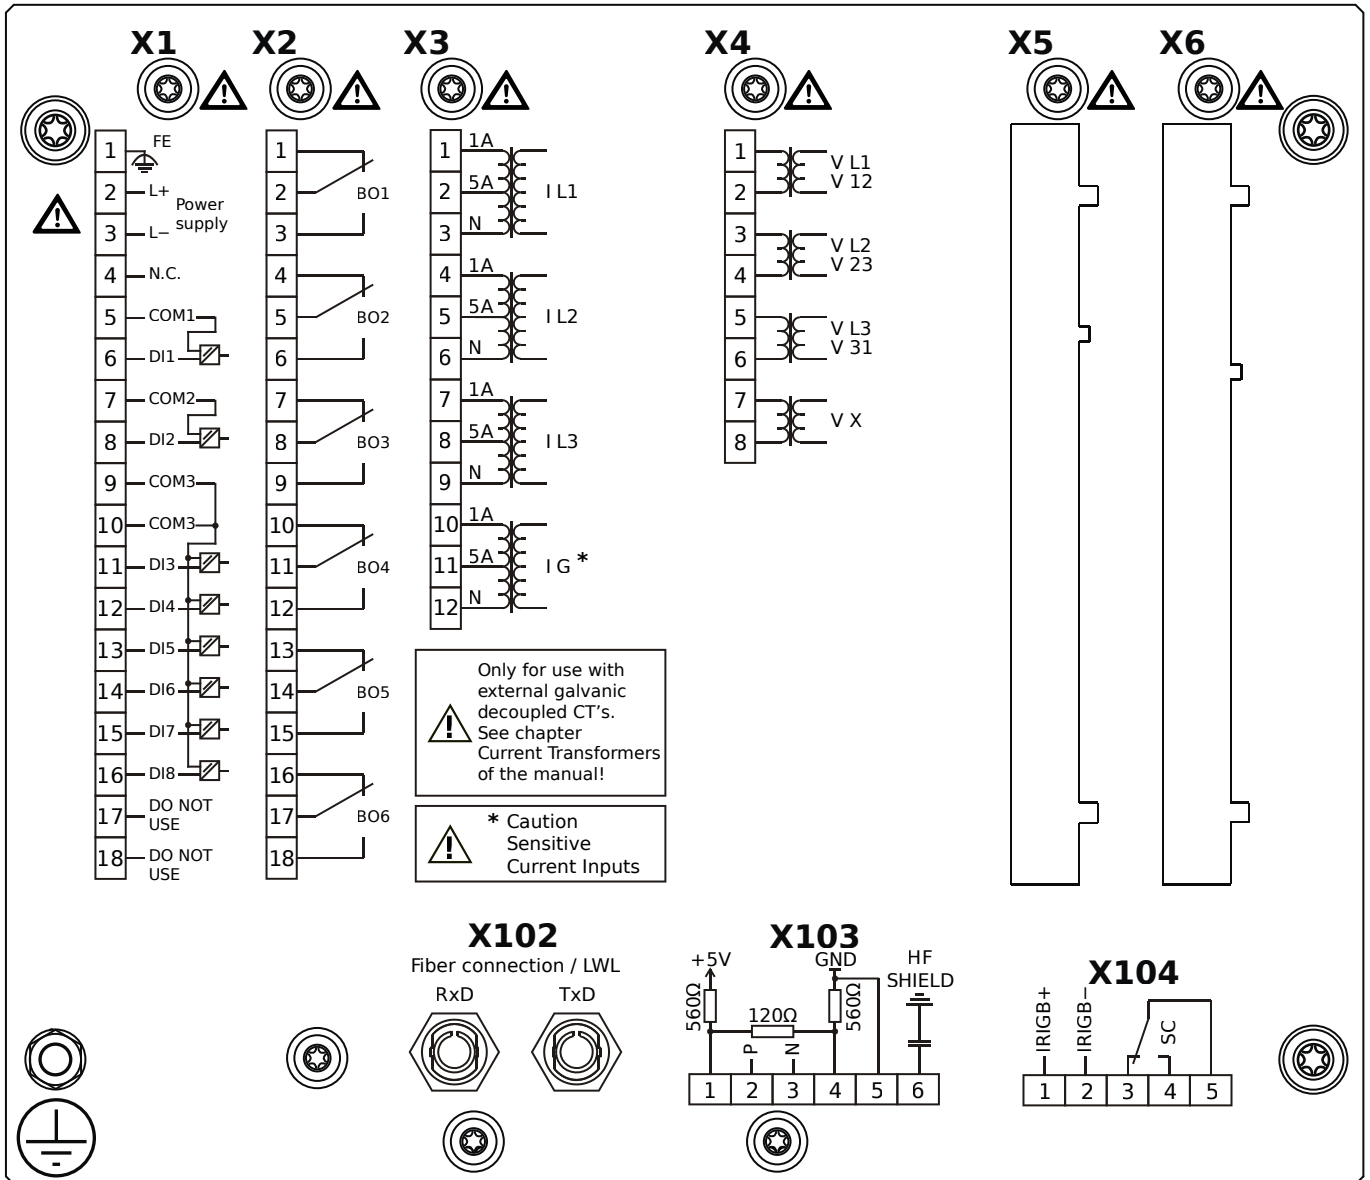 X1
X2
X3
X4
X5
X6
1 FE
2 L+
Power
supply
3 L−
4 N.C.
5 COM1
6 DI1
7 COM2
8 DI2
9 COM3
10 COM3
11 DI3
12 DI4
13 DI5
14 DI6
15 DI7
16 DI8
17 DO NOT
USE
18 DO NOT
USE
1
2 BO1
3
4
5 BO2
6
7
8 BO3
9
10
11 BO4
12
13
14 BO5
15
16
17 BO6
18
1 1A
2 5A I L1
3 N
4 1A
5 5A I L2
6 N
7 1A
8 5A I L3
9 N
10 1A
11 5A I G *
12 N
Only for use with
external galvanic
decoupled CT's.
See chapter
Current Transformers
of the manual!
* Caution
Sensitive
Current Inputs
1 V L1
2 V 12
3 V L2
4 V 23
5 V L3
6 V 31
7 V X
8
X102
Fiber connection / LWL
RxD TxD
X103
+5V GND HF
SHIELD
560Ω 120Ω 560Ω
P N
1 2 3 4 5 6
X104
IRIGB+ IRIGB− SC
1 2 3 4 5